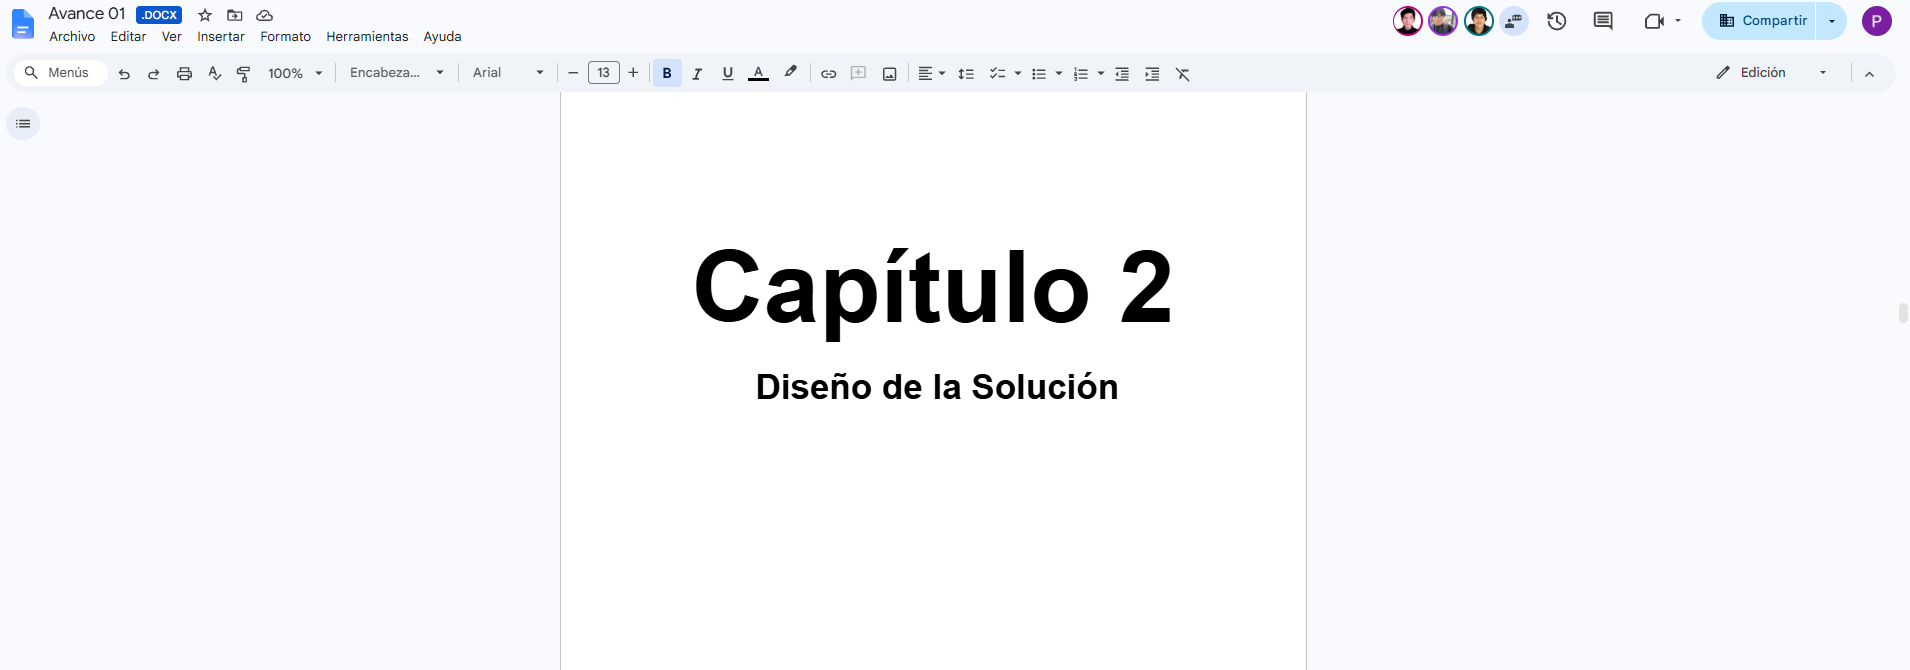 Avance 01 .DOCX
Archivo Editar Ver Insertar Formato Herramientas Ayuda
Compartir
P
Menús 100% Encabeza... Arial 13 B I U A Edición
Capítulo 2
Diseño de la Solución